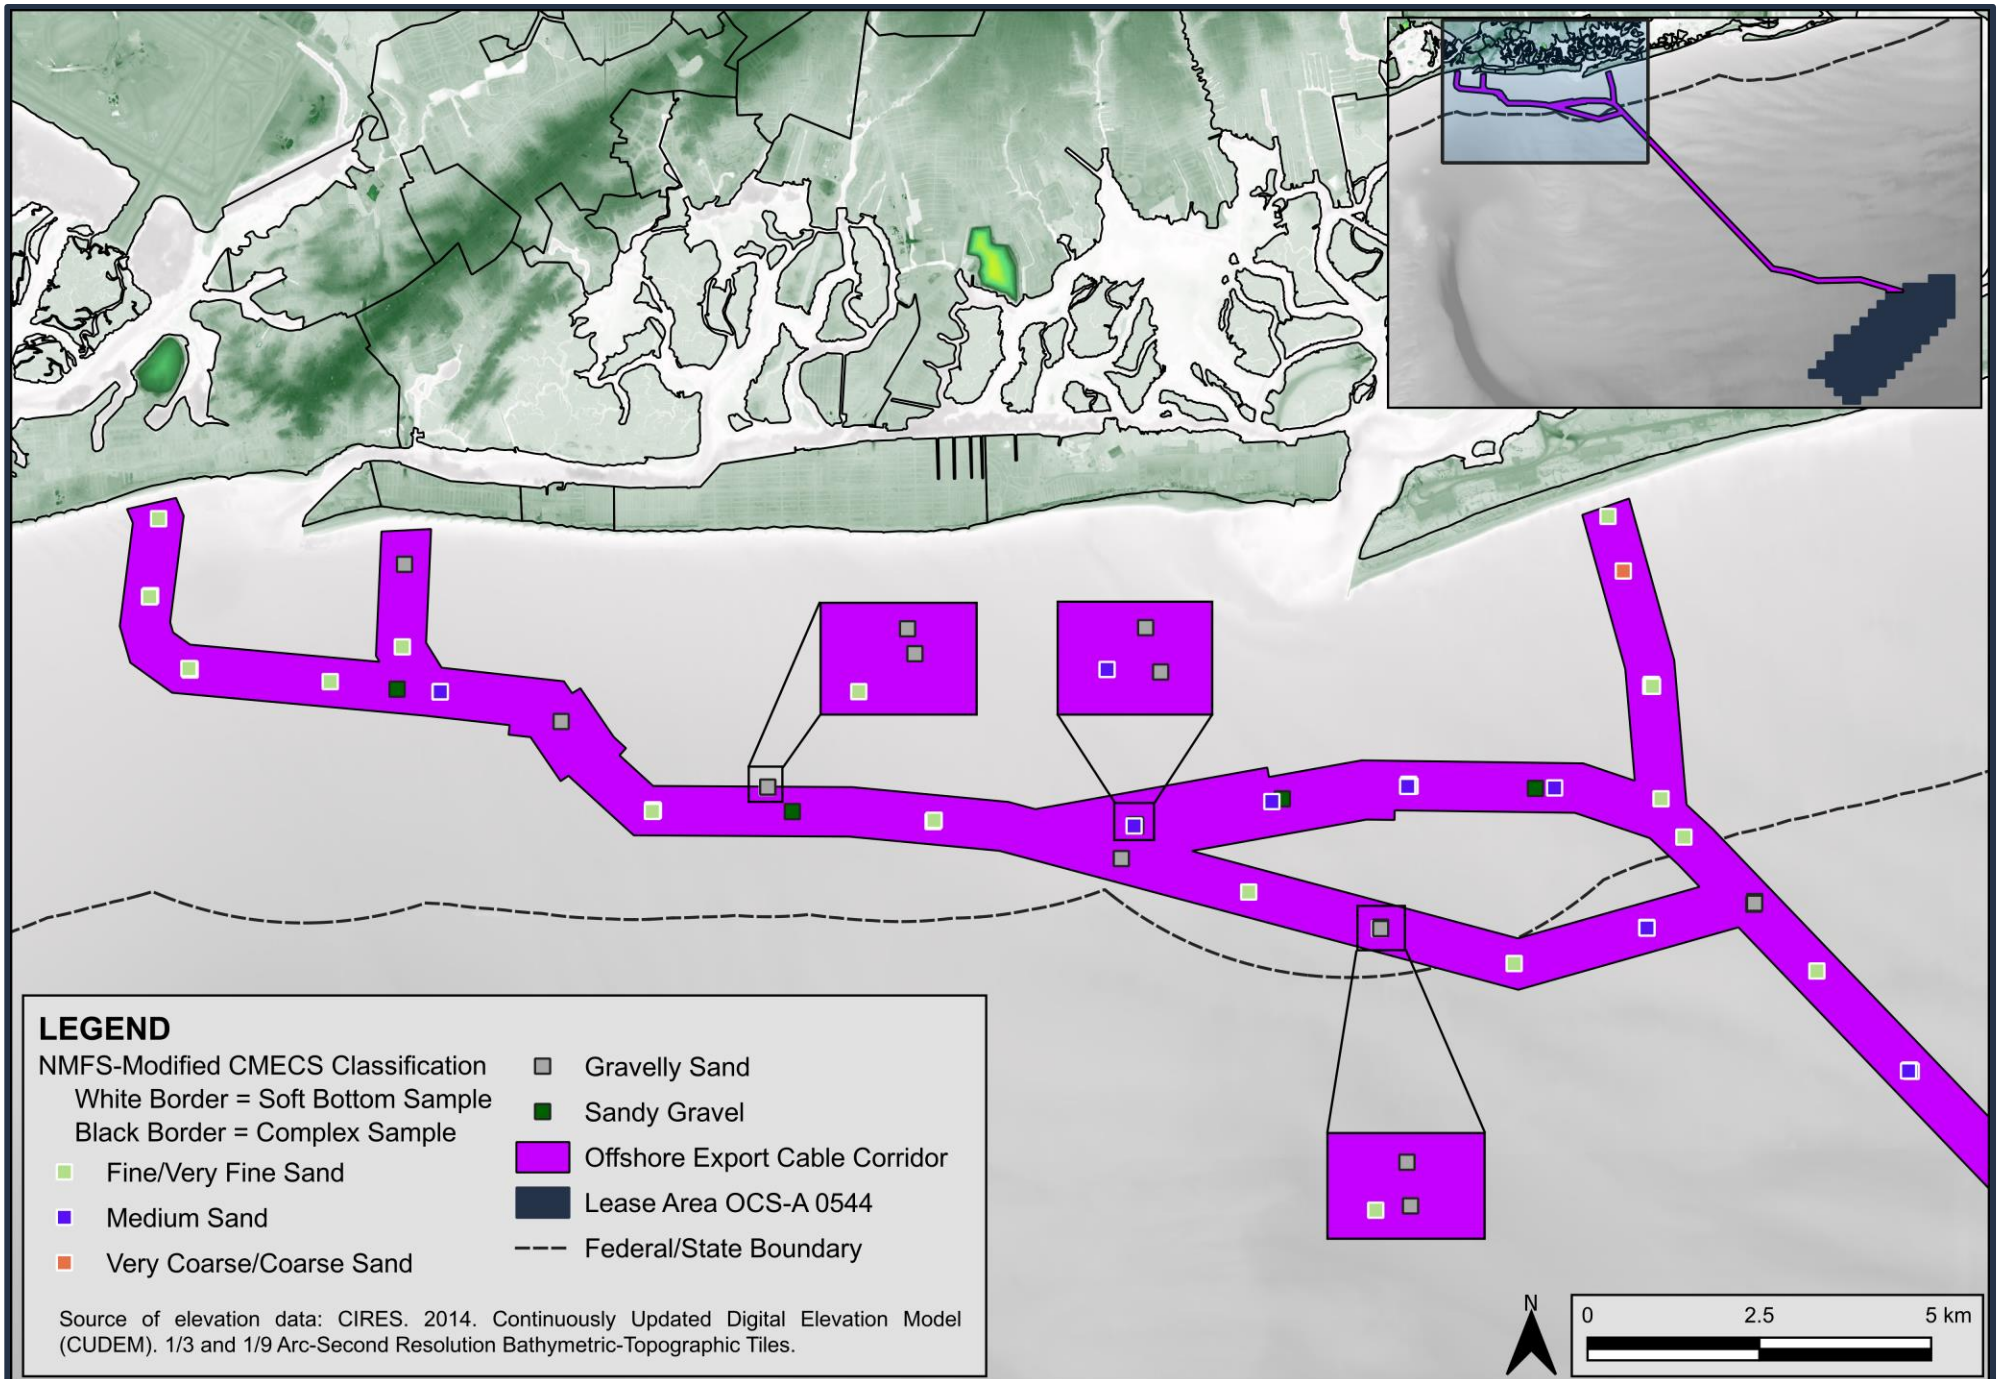 LEGEND
NMFS-Modified CMECS Classification
White Border = Soft Bottom Sample
Black Border = Complex Sample
Fine/Very Fine Sand
Medium Sand
Very Coarse/Coarse Sand
Gravelly Sand
Sandy Gravel
Offshore Export Cable Corridor
Lease Area OCS-A 0544
Federal/State Boundary
Source of elevation data: CIRES. 2014. Continuously Updated Digital Elevation Model
(CUDEM). 1/3 and 1/9 Arc-Second Resolution Bathymetric-Topographic Tiles.
N
0 2.5 5 km